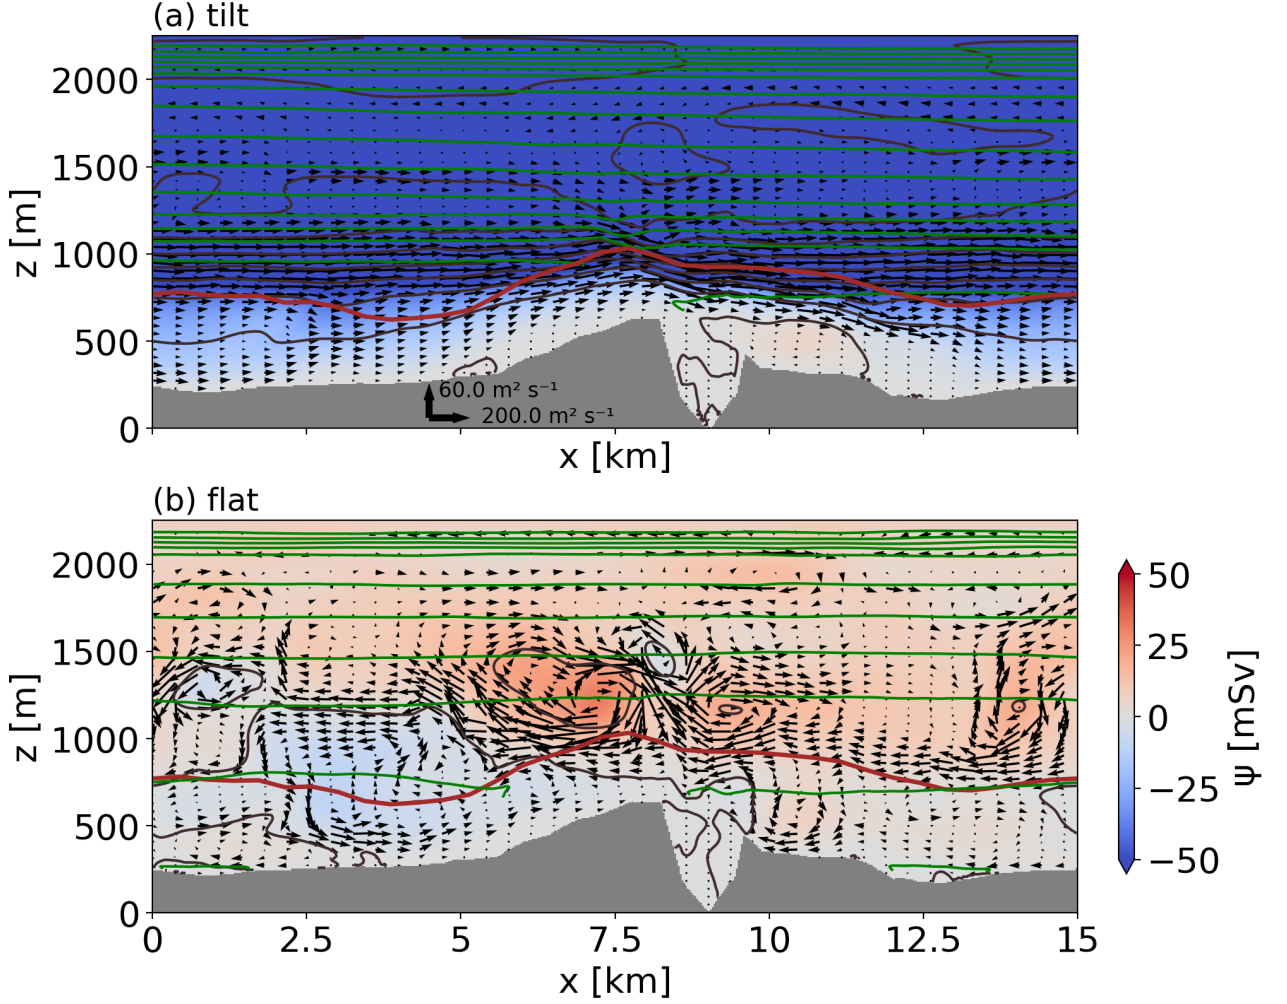 (a) tilt
2000
1500
1000
500
0
z [m]
60.0 m² s⁻¹
200.0 m² s⁻¹
x [km]
(b) flat
2000
1500
1000
500
0
z [m]
0 2.5 5 7.5 10 12.5 15
x [km]
50
25
0
−25
−50
Ψ [mSv]